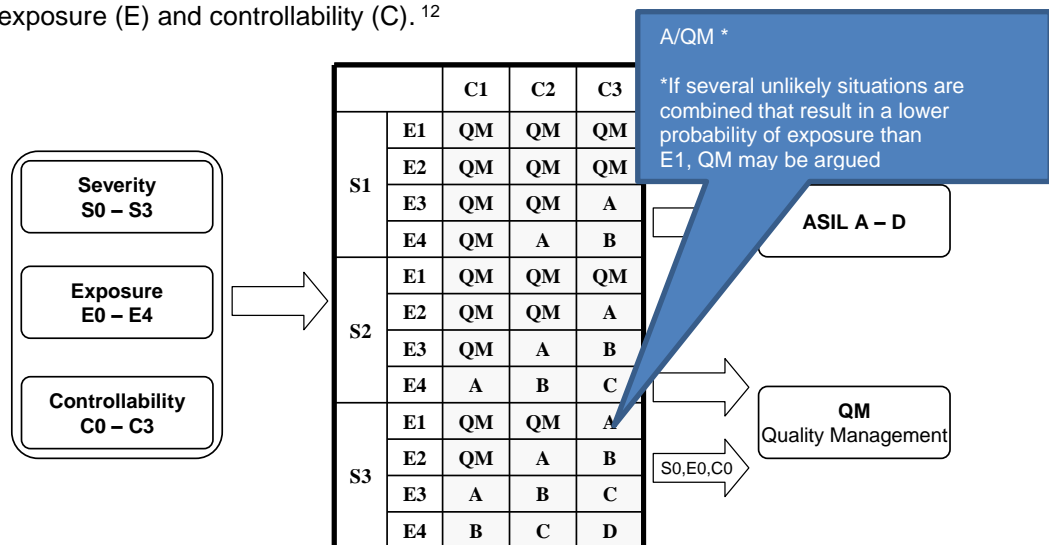 exposure (E) and controllability (C). 12
A/QM *
*If several unlikely situations are
combined that result in a lower
probability of exposure than
E1, QM may be argued
Severity
S0 – S3
Exposure
E0 – E4
Controllability
C0 – C3
C1 C2 C3
S1
E1 QM QM QM
E2 QM QM QM
E3 QM QM A
E4 QM A B
S2
E1 QM QM QM
E2 QM QM A
E3 QM A B
E4 A B C
S3
E1 QM QM A
E2 QM A B
E3 A B C
E4 B C D
ASIL A – D
QM
Quality Management
S0,E0,C0